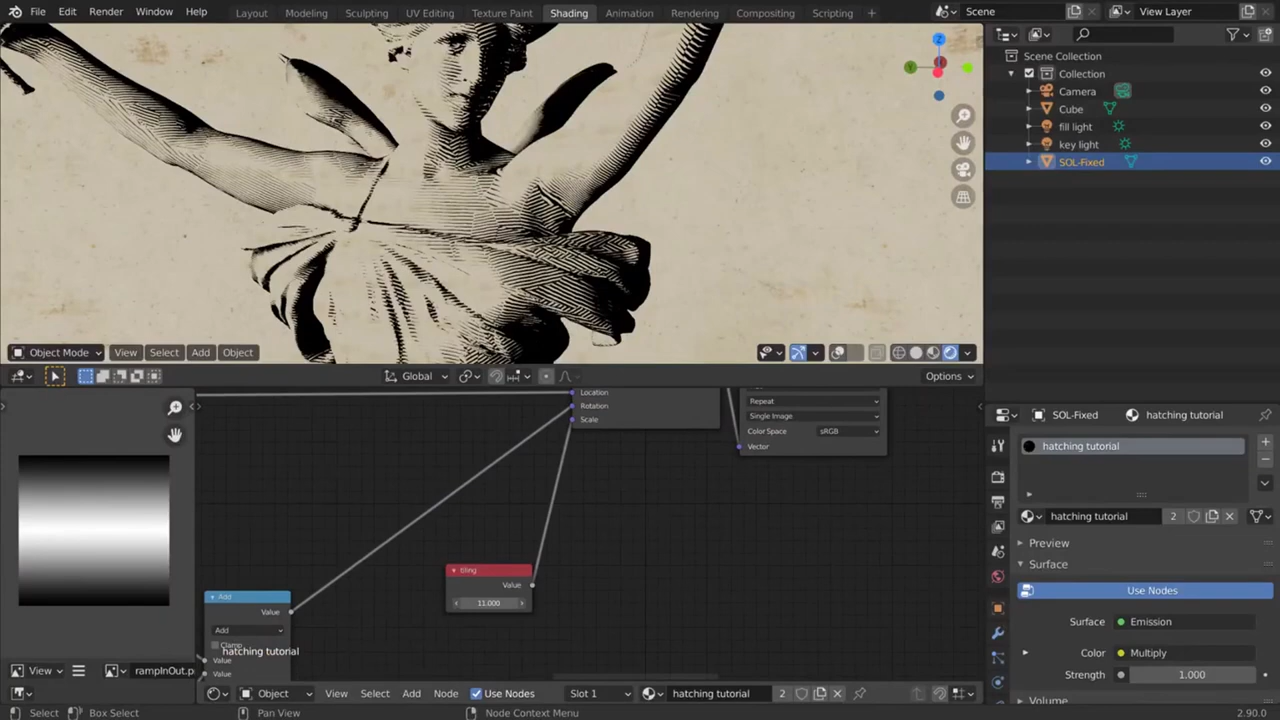 File Edit Render Window Help Layout Modeling Sculpting UV Editing Texture Paint Shading Animation Rendering Compositing Scripting + Scene View Layer
Scene Collection
Collection
Camera
Cube
fill light
key light
SOL-Fixed
Z
Y
Object Mode View Select Add Object
Global Options
Location
Rotation
Scale
Repeat
Single Image
Color Space sRGB
Vector
tiling
Value
11.000
Add
Value
Add
Clamp
hatching tutorial
Value
Value
View rampInOut.p
Object View Select Add Node Use Nodes Slot 1 hatching tutorial 2
SOL-Fixed hatching tutorial
hatching tutorial
hatching tutorial 2
Preview
Surface
Use Nodes
Surface Emission
Color Multiply
Strength 1.000
Volume
Select Box Select Pan View Node Context Menu 2.90.0